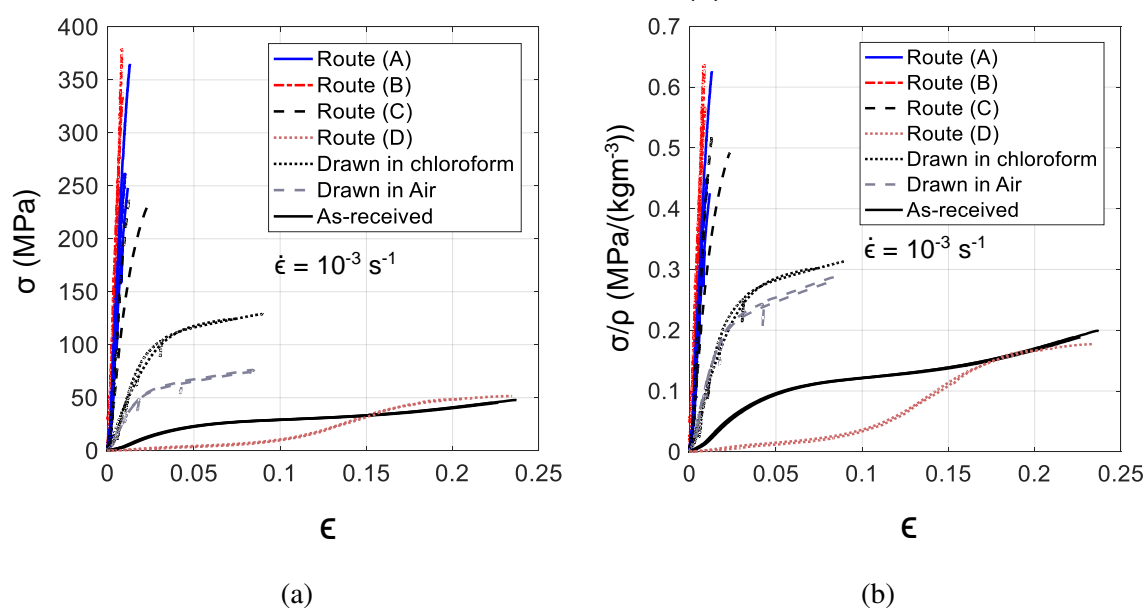 400
350
300
250
200
150
100
50
0
σ (MPa)
Route (A)
Route (B)
Route (C)
Route (D)
Drawn in chloroform
Drawn in Air
As-received
ϵ̇ = 10⁻³ s⁻¹
0 0.05 0.1 0.15 0.2 0.25
ϵ
(a)
0.7
0.6
0.5
0.4
0.3
0.2
0.1
0
σ/ρ (MPa/(kgm⁻³))
Route (A)
Route (B)
Route (C)
Route (D)
Drawn in chloroform
Drawn in Air
As-received
ϵ̇ = 10⁻³ s⁻¹
0 0.05 0.1 0.15 0.2 0.25
ϵ
(b)